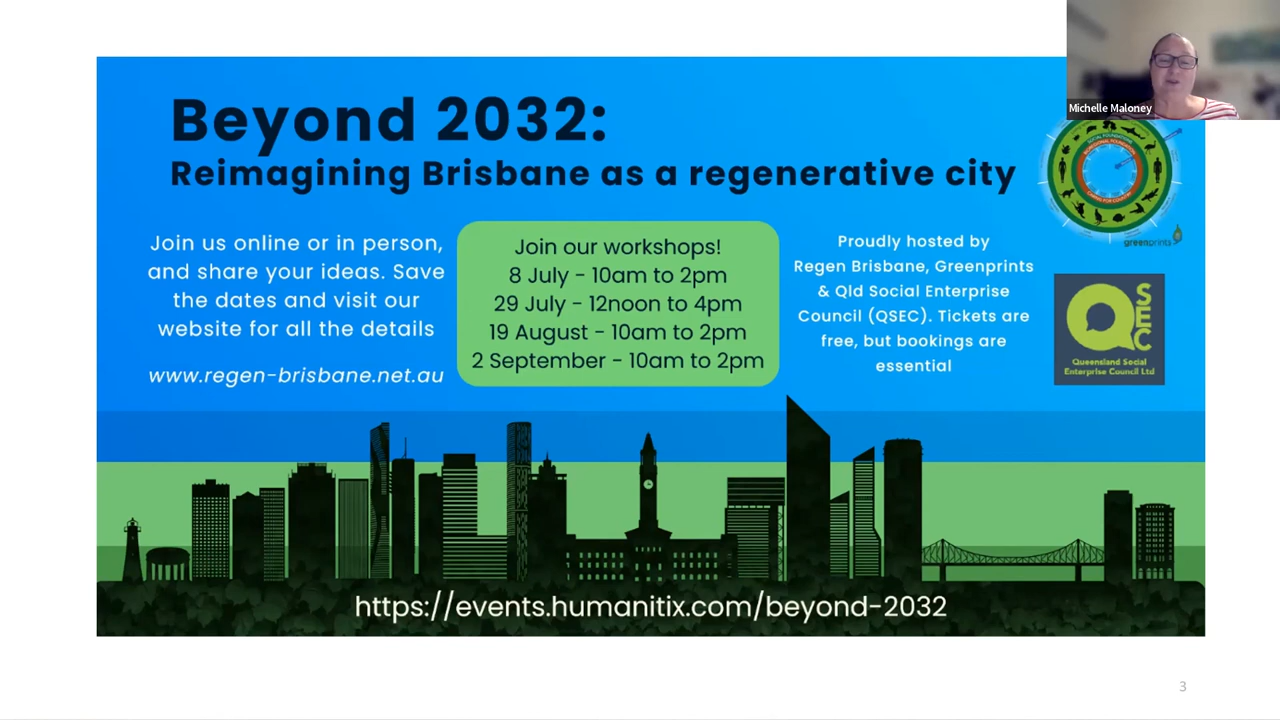 Michelle Maloney
Beyond 2032:
Reimagining Brisbane as a regenerative city
Join us online or in person,
and share your ideas. Save
the dates and visit our
website for all the details
www.regen-brisbane.net.au
Join our workshops!
8 July - 10am to 2pm
29 July - 12noon to 4pm
19 August - 10am to 2pm
2 September - 10am to 2pm
Proudly hosted by
Regen Brisbane, Greenprints
& Qld Social Enterprise
Council (QSEC). Tickets are
free, but bookings are
essential
greenprints
QSEC
Queensland Social
Enterprise Council Ltd
https://events.humanitix.com/beyond-2032
3